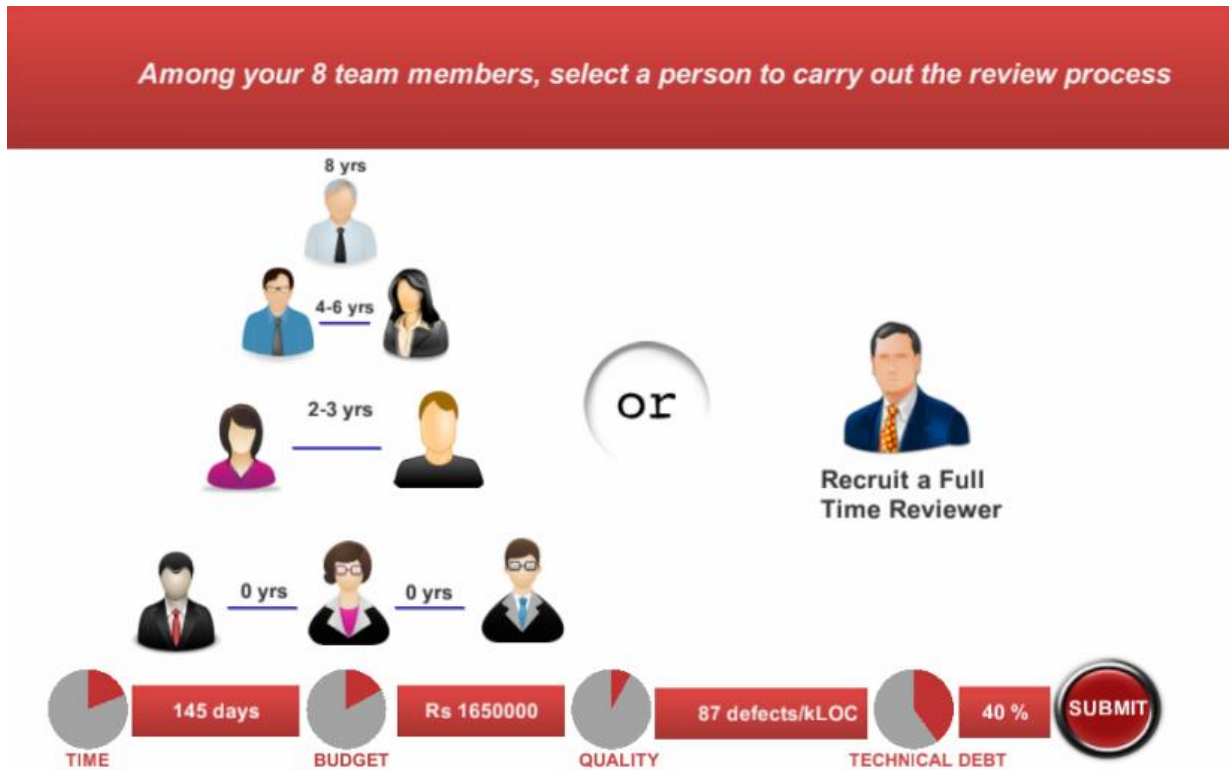 Among your 8 team members, select a person to carry out the review process
8 yrs
4-6 yrs
2-3 yrs
or
Recruit a Full
Time Reviewer
0 yrs
0 yrs
145 days
Rs 1650000
87 defects/kLOC
40 %
SUBMIT
TIME
BUDGET
QUALITY
TECHNICAL DEBT